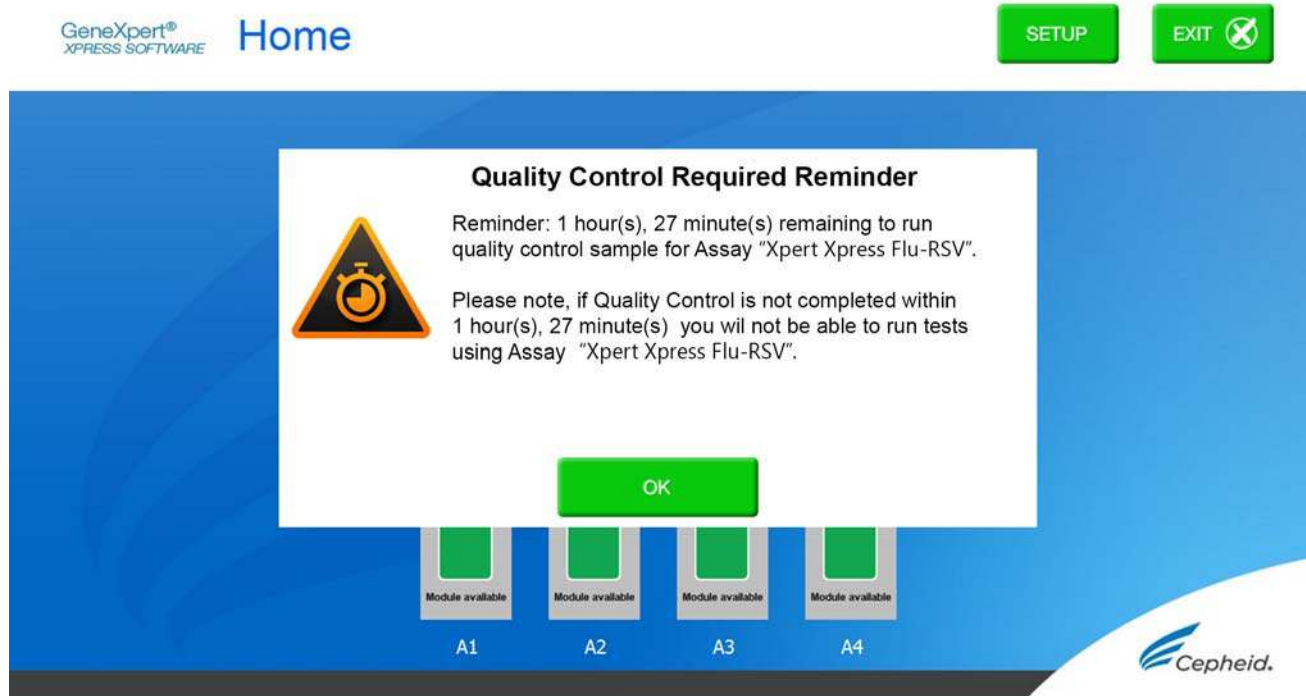 GeneXpert®
XPRESS SOFTWARE
Home
SETUP
EXIT
Quality Control Required Reminder
Reminder: 1 hour(s), 27 minute(s) remaining to run
quality control sample for Assay “Xpert Xpress Flu-RSV”.
Please note, if Quality Control is not completed within
1 hour(s), 27 minute(s) you wil not be able to run tests
using Assay “Xpert Xpress Flu-RSV”.
OK
Module available
Module available
Module available
Module available
A1
A2
A3
A4
Cepheid.